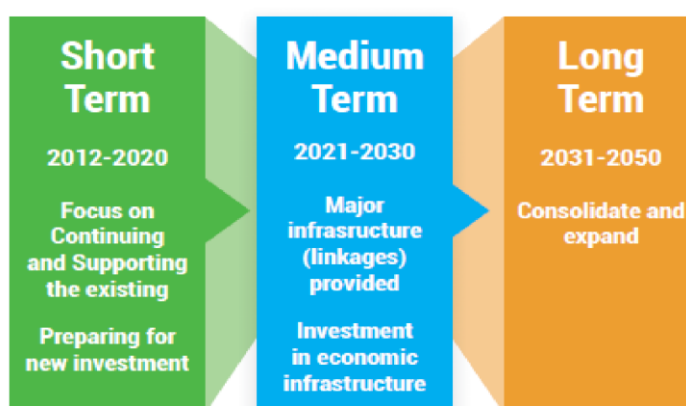 Short
Term
2012-2020
Focus on
Continuing
and Supporting
the existing
Preparing for
new investment
Medium
Term
2021-2030
Major
infrasructure
(linkages)
provided
Investment
in economic
infrastructure
Long
Term
2031-2050
Consolidate and
expand